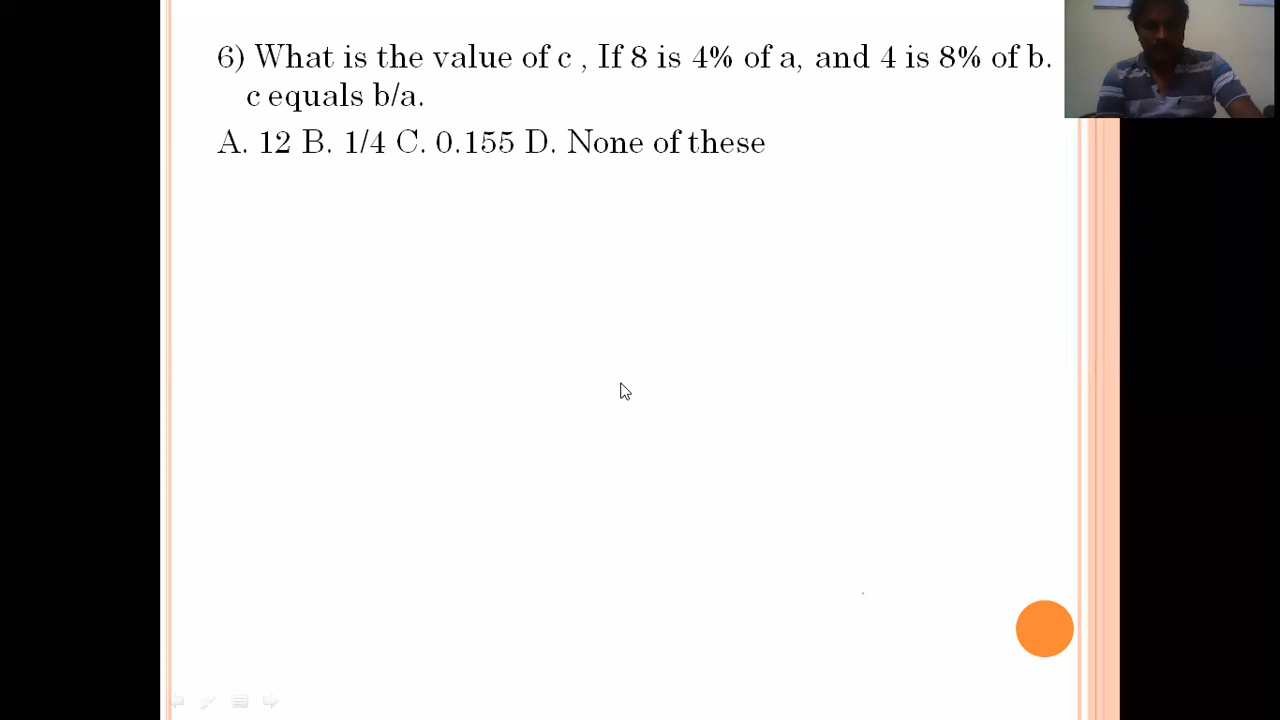 6) What is the value of c , If 8 is 4% of a, and 4 is 8% of b.
c equals b/a.
A. 12 B. 1/4 C. 0.155 D. None of these